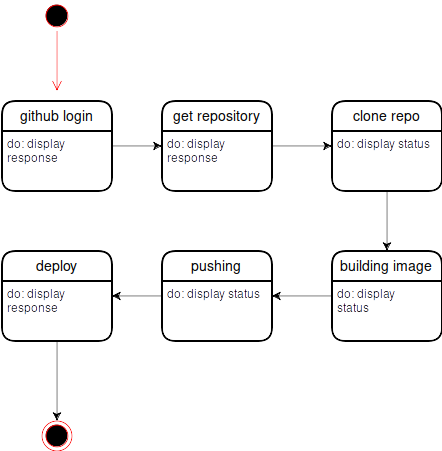 github login
do: display
response
get repository
do: display
response
clone repo
do: display status
building image
do: display
status
pushing
do: display status
deploy
do: display
response